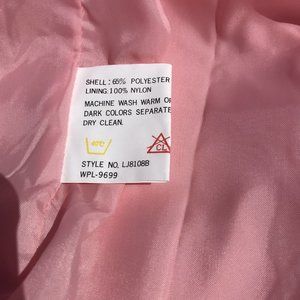 SHELL: 65% POLYESTER
LINING: 100% NYLON
MACHINE WASH WARM OR
DARK COLORS SEPARATE
DRY CLEAN.
40℃
CL
STYLE NO. LJ8108B
WPL-9699